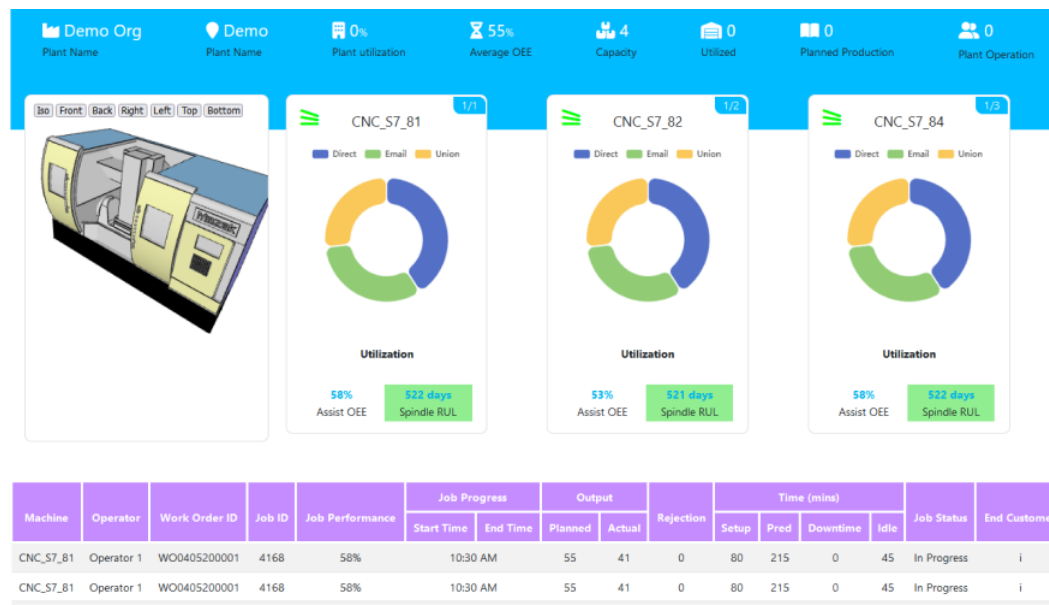 Demo Org
Plant Name
Demo
Plant Name
0%
Plant utilization
55%
Average OEE
4
Capacity
0
Utilized
0
Planned Production
0
Plant Operation
Iso Front Back Right Left Top Bottom
1/1
CNC_S7_81
Direct Email Union
Utilization
58%
Assist OEE
522 days
Spindle RUL
1/2
CNC_S7_82
Direct Email Union
Utilization
53%
Assist OEE
521 days
Spindle RUL
1/3
CNC_S7_84
Direct Email Union
Utilization
58%
Assist OEE
522 days
Spindle RUL
Machine Operator Work Order ID Job ID Job Performance Job Progress Output Rejection Time (mins) Job Status End Custome
Start Time End Time Planned Actual Setup Pred Downtime Idle
CNC_S7_81 Operator 1 WO0405200001 4168 58% 10:30 AM 55 41 0 80 215 0 45 In Progress i
CNC_S7_81 Operator 1 WO0405200001 4168 58% 10:30 AM 55 41 0 80 215 0 45 In Progress i